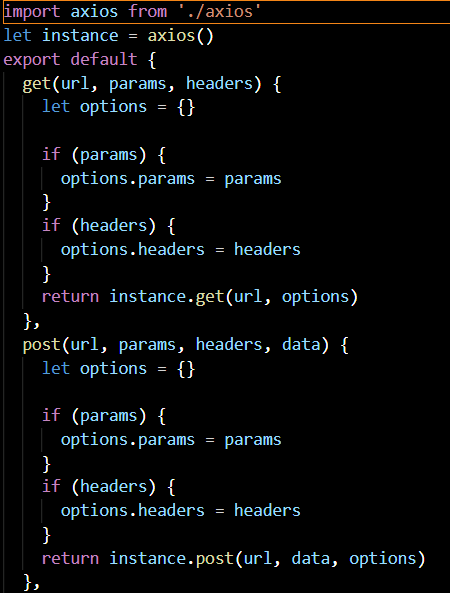 import axios from './axios'
let instance = axios()
export default {
get(url, params, headers) {
let options = {}
if (params) {
options.params = params
}
if (headers) {
options.headers = headers
}
return instance.get(url, options)
},
post(url, params, headers, data) {
let options = {}
if (params) {
options.params = params
}
if (headers) {
options.headers = headers
}
return instance.post(url, data, options)
},